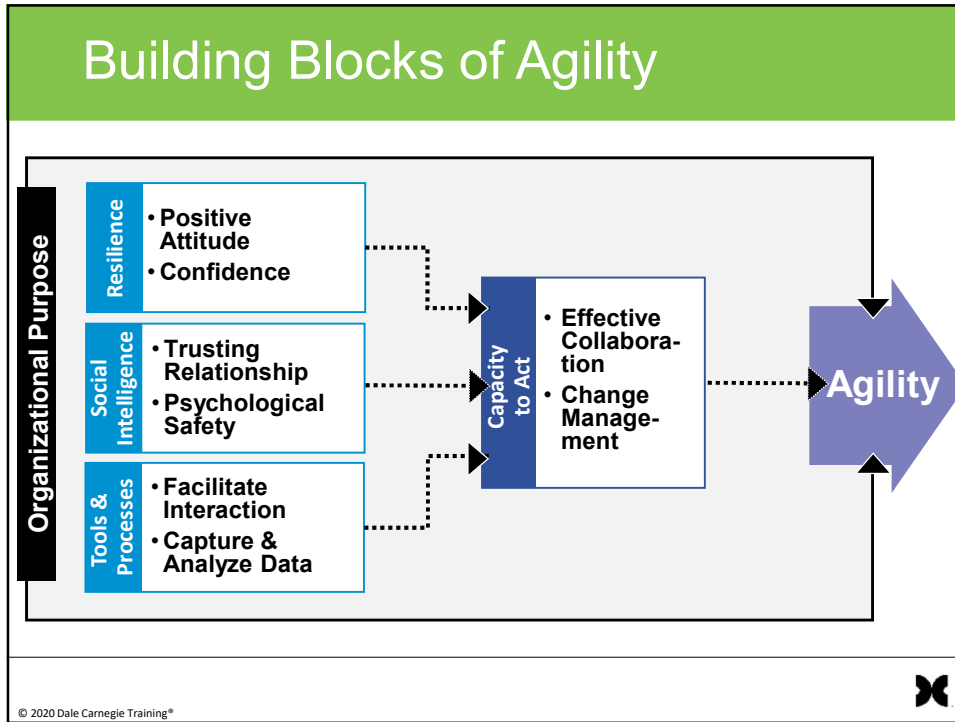 Building Blocks of Agility
Organizational Purpose
Resilience
• Positive
Attitude
• Confidence
Social
Intelligence
• Trusting
Relationship
• Psychological
Safety
Tools &
Processes
• Facilitate
Interaction
• Capture &
Analyze Data
Capacity
to Act
• Effective
Collabora-
tion
• Change
Manage-
ment
Agility
© 2020 Dale Carnegie Training®